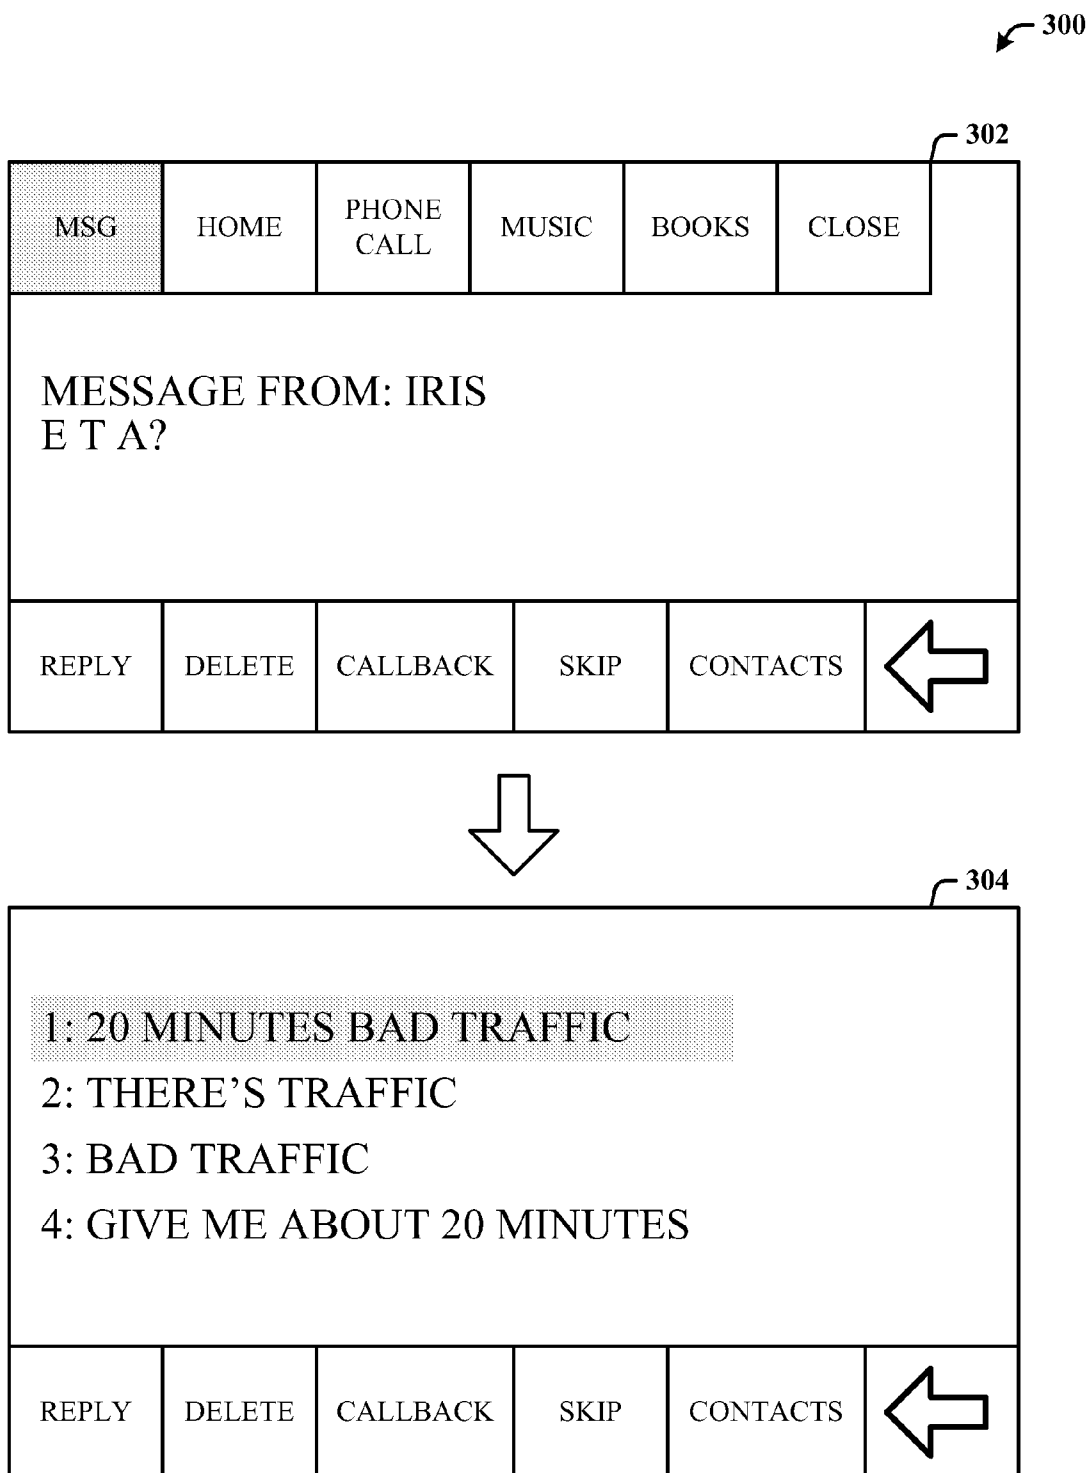 300
302
MSG HOME PHONE CALL MUSIC BOOKS CLOSE
MESSAGE FROM: IRIS
E T A?
REPLY DELETE CALLBACK SKIP CONTACTS
304
1: 20 MINUTES BAD TRAFFIC
2: THERE'S TRAFFIC
3: BAD TRAFFIC
4: GIVE ME ABOUT 20 MINUTES
REPLY DELETE CALLBACK SKIP CONTACTS